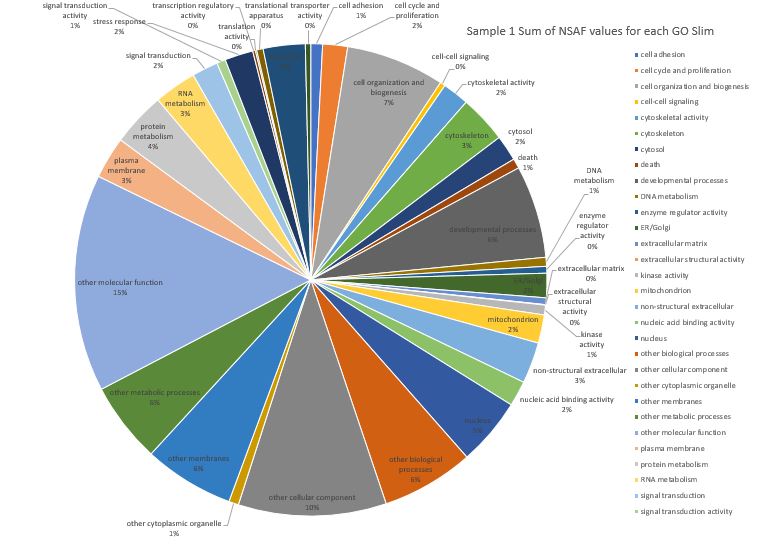 Sample 1 Sum of NSAF values for each GO Slim
signal transduction
activity
1%
stress response
2%
transcription regulatory
activity
0%
translation
activity
0%
translational
apparatus
0%
transporter
activity
0%
cell adhesion
1%
cell cycle and
proliferation
2%
cell organization and
biogenesis
7%
cell-cell signaling
0%
cytoskeletal activity
2%
cytoskeleton
3%
cytosol
2%
death
1%
developmental processes
6%
DNA
metabolism
1%
enzyme
regulator
activity
0%
ER/Golgi
2%
extracellular matrix
0%
extracellular
structural
activity
0%
kinase
activity
1%
mitochondrion
2%
non-structural extracellular
3%
nucleic acid binding activity
2%
nucleus
5%
other biological
processes
6%
other cellular component
10%
other cytoplasmic organelle
1%
other membranes
6%
other metabolic processes
6%
other molecular function
15%
plasma
membrane
3%
protein
metabolism
4%
RNA
metabolism
3%
signal transduction
2%
cell adhesion
cell cycle and proliferation
cell organization and biogenesis
cell-cell signaling
cytoskeletal activity
cytoskeleton
cytosol
death
developmental processes
DNA metabolism
enzyme regulator activity
ER/Golgi
extracellular matrix
extracellular structural activity
kinase activity
mitochondrion
non-structural extracellular
nucleic acid binding activity
nucleus
other biological processes
other cellular component
other cytoplasmic organelle
other membranes
other metabolic processes
other molecular function
plasma membrane
protein metabolism
RNA metabolism
signal transduction
signal transduction activity